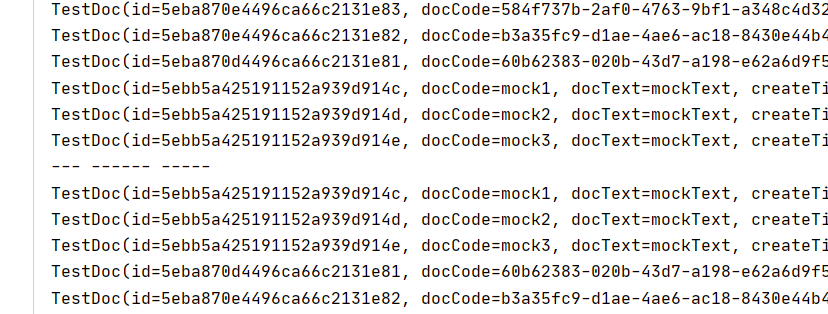 TestDoc(id=5eba870e4496ca66c2131e83, docCode=584f737b-2af0-4763-9bf1-a348c4d32
TestDoc(id=5eba870e4496ca66c2131e82, docCode=b3a35fc9-d1ae-4ae6-ac18-8430e44b4
TestDoc(id=5eba870d4496ca66c2131e81, docCode=60b62383-020b-43d7-a198-e62a6d9f5
TestDoc(id=5ebb5a425191152a939d914c, docCode=mock1, docText=mockText, createTi
TestDoc(id=5ebb5a425191152a939d914d, docCode=mock2, docText=mockText, createTi
TestDoc(id=5ebb5a425191152a939d914e, docCode=mock3, docText=mockText, createTi
--- ------ -----
TestDoc(id=5ebb5a425191152a939d914c, docCode=mock1, docText=mockText, createTi
TestDoc(id=5ebb5a425191152a939d914d, docCode=mock2, docText=mockText, createTi
TestDoc(id=5ebb5a425191152a939d914e, docCode=mock3, docText=mockText, createTi
TestDoc(id=5eba870d4496ca66c2131e81, docCode=60b62383-020b-43d7-a198-e62a6d9f5
TestDoc(id=5eba870e4496ca66c2131e82, docCode=b3a35fc9-d1ae-4ae6-ac18-8430e44b4